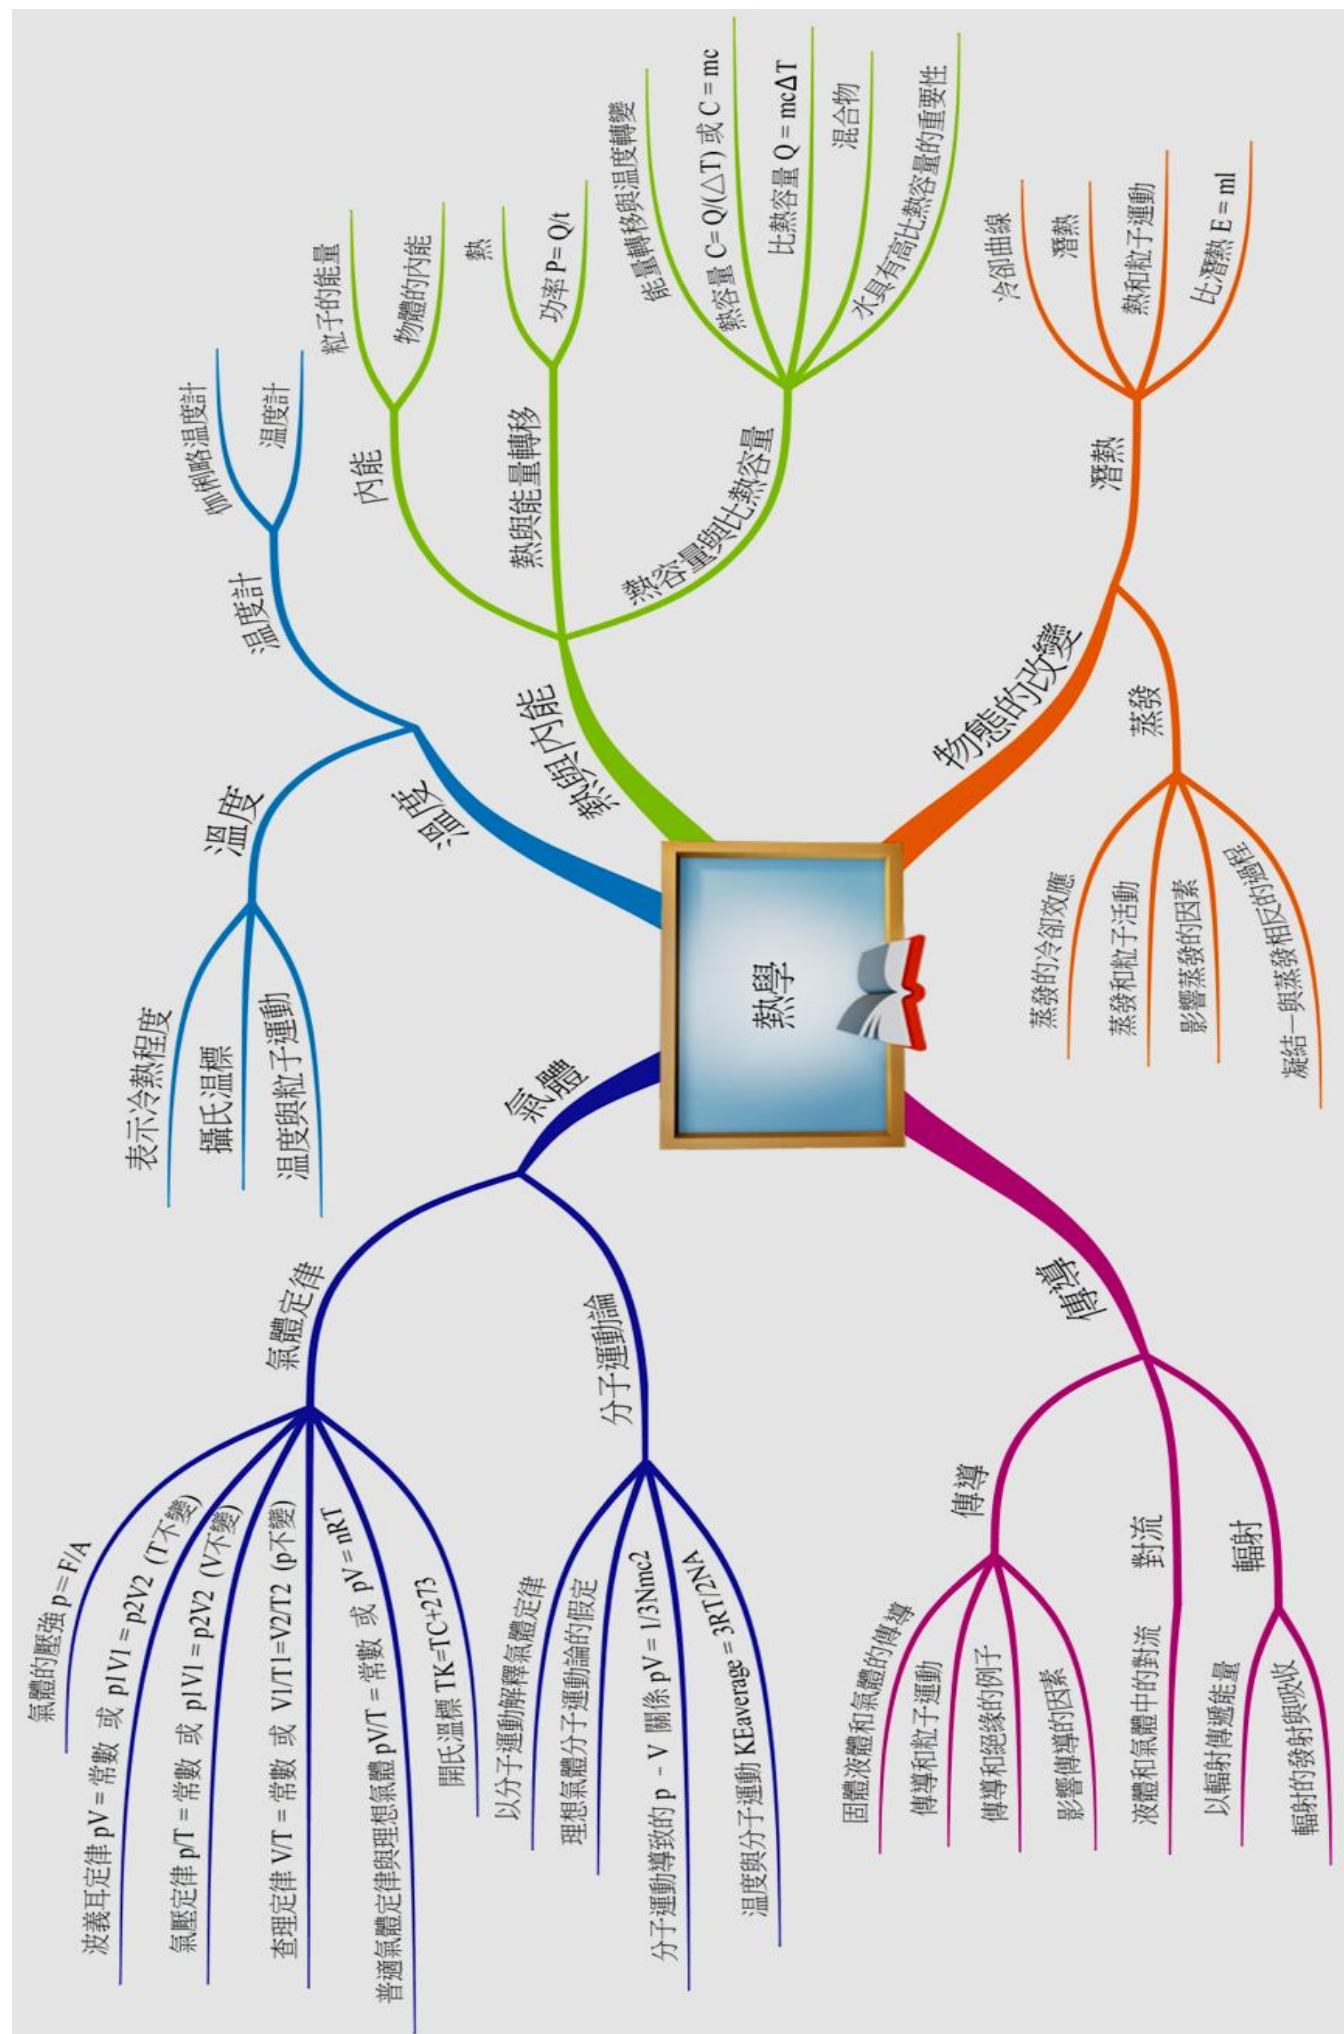 熱學
溫度
溫度計
伽俐略溫度計
溫度計
溫度
表示冷熱程度
攝氏溫標
溫度與粒子運動
熱與內能
內能
粒子的能量
物體的內能
熱與能量轉移
熱
功率 P= Q/t
熱容量與比熱容量
能量轉移與溫度轉變
熱容量 C= Q/(△T) 或 C = mc
比熱容量 Q = mcΔT
混合物
水具有高比熱容量的重要性
物態的改變
潛熱
冷卻曲線
潛熱
熱和粒子運動
比潛熱 E = ml
蒸發
蒸發的冷卻效應
蒸發和粒子活動
影響蒸發的因素
凝結－與蒸發相反的過程.
傳導
傳導
固體液體和氣體的傳導
傳導和粒子運動
傳導和絕緣的例子
影響傳導的因素
對流
液體和氣體中的對流
輻射
以輻射傳遞能量
輻射的發射與吸收
氣體
氣體定律
氣體的壓強 p = F/A
波義耳定律 pV = 常數 或 p1V1 = p2V2 (T不變)
氣壓定律 p/T = 常數 或 p1V1 = p2V2 (V不變)
查理定律 V/T = 常數 或 V1/T1=V2/T2 (p不變)
普適氣體定律與理想氣體 pV/T = 常數 或 pV = nRT
開氏溫標 TK=TC+273
分子運動論
以分子運動解釋氣體定律
理想氣體分子運動論的假定
分子運動導致的 p - V 關係 pV = 1/3Nmc2
溫度與分子運動 KEaverage = 3RT/2NA